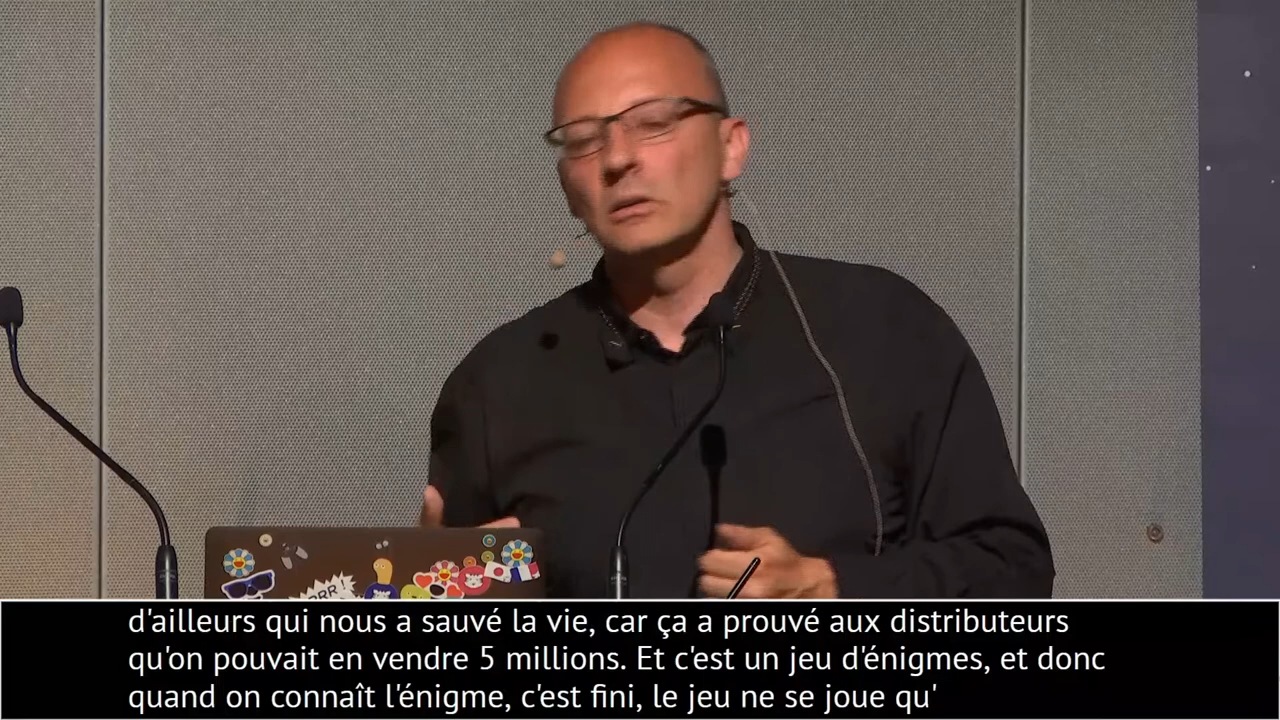 RR !
d'ailleurs qui nous a sauvé la vie, car ça a prouvé aux distributeurs
qu'on pouvait en vendre 5 millions. Et c'est un jeu d'énigmes, et donc
quand on connaît l'énigme, c'est fini, le jeu ne se joue qu'